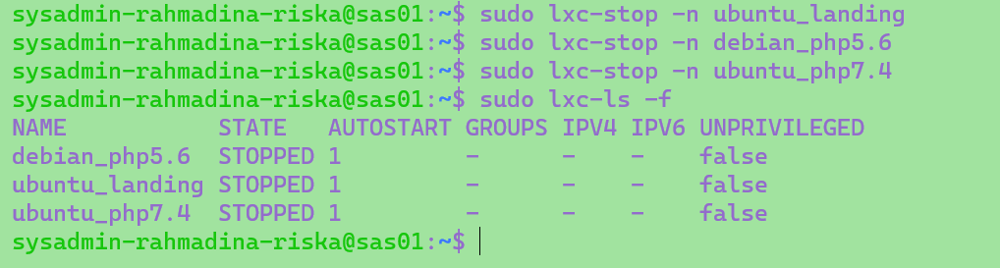 sysadmin-rahmadina-riska@sas01:~$ sudo lxc-stop -n ubuntu_landing
sysadmin-rahmadina-riska@sas01:~$ sudo lxc-stop -n debian_php5.6
sysadmin-rahmadina-riska@sas01:~$ sudo lxc-stop -n ubuntu_php7.4
sysadmin-rahmadina-riska@sas01:~$ sudo lxc-ls -f
NAME           STATE   AUTOSTART GROUPS IPV4 IPV6 UNPRIVILEGED
debian_php5.6  STOPPED 1         -      -    -    false
ubuntu_landing STOPPED 1         -      -    -    false
ubuntu_php7.4  STOPPED 1         -      -    -    false
sysadmin-rahmadina-riska@sas01:~$